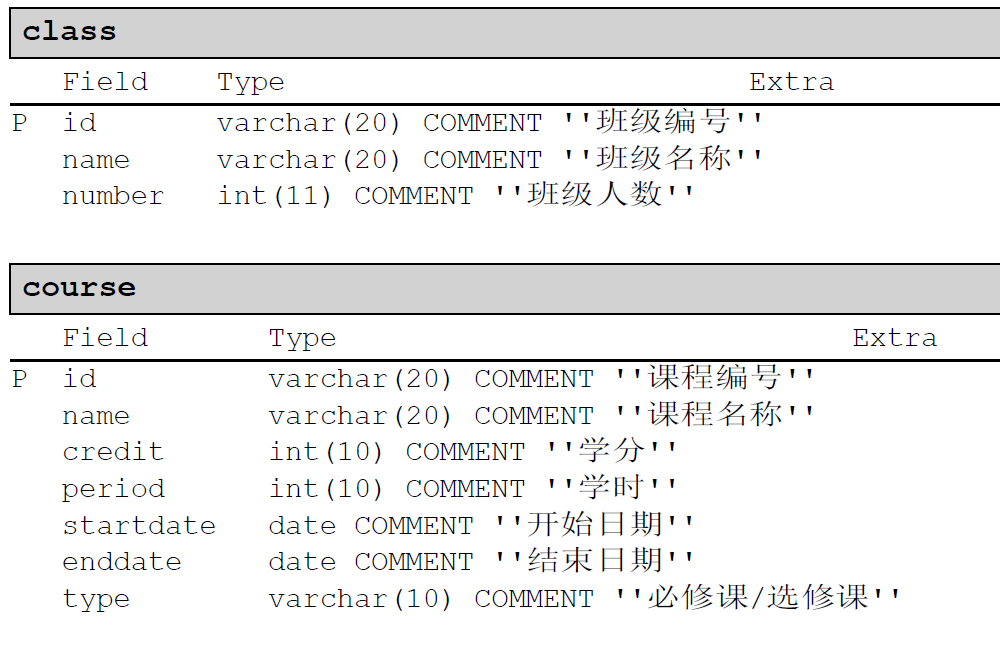 class
Field Type Extra
P id varchar(20) COMMENT ''班级编号''
name varchar(20) COMMENT ''班级名称''
number int(11) COMMENT ''班级人数''
course
Field Type Extra
P id varchar(20) COMMENT ''课程编号''
name varchar(20) COMMENT ''课程名称''
credit int(10) COMMENT ''学分''
period int(10) COMMENT ''学时''
startdate date COMMENT ''开始日期''
enddate date COMMENT ''结束日期''
type varchar(10) COMMENT ''必修课/选修课''